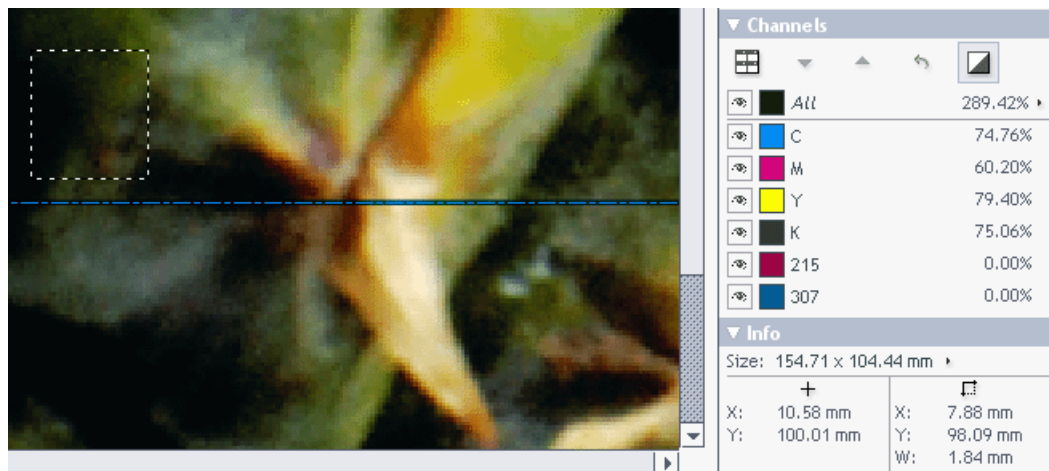 Channels
All 289.42%
C 74.76%
M 60.20%
Y 79.40%
K 75.06%
215 0.00%
307 0.00%
Info
Size: 154.71 x 104.44 mm
X: 10.58 mm X: 7.88 mm
Y: 100.01 mm Y: 98.09 mm
W: 1.84 mm